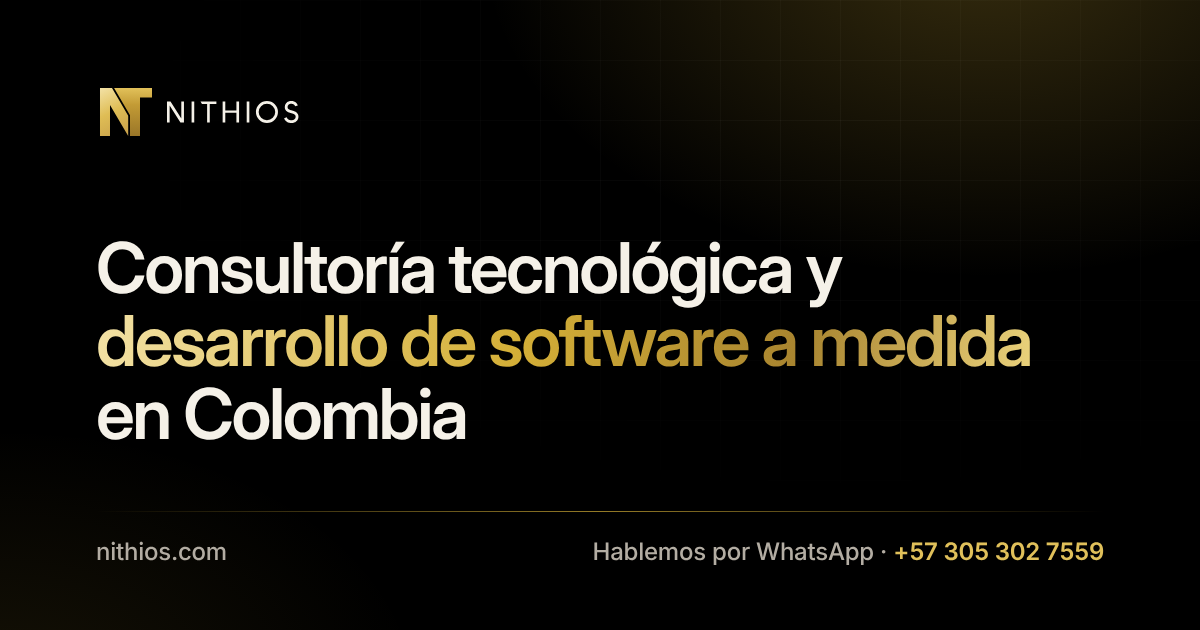 NITHIOS
Consultoría tecnológica y
desarrollo de software a medida
en Colombia
nithios.com
Hablemos por WhatsApp · +57 305 302 7559